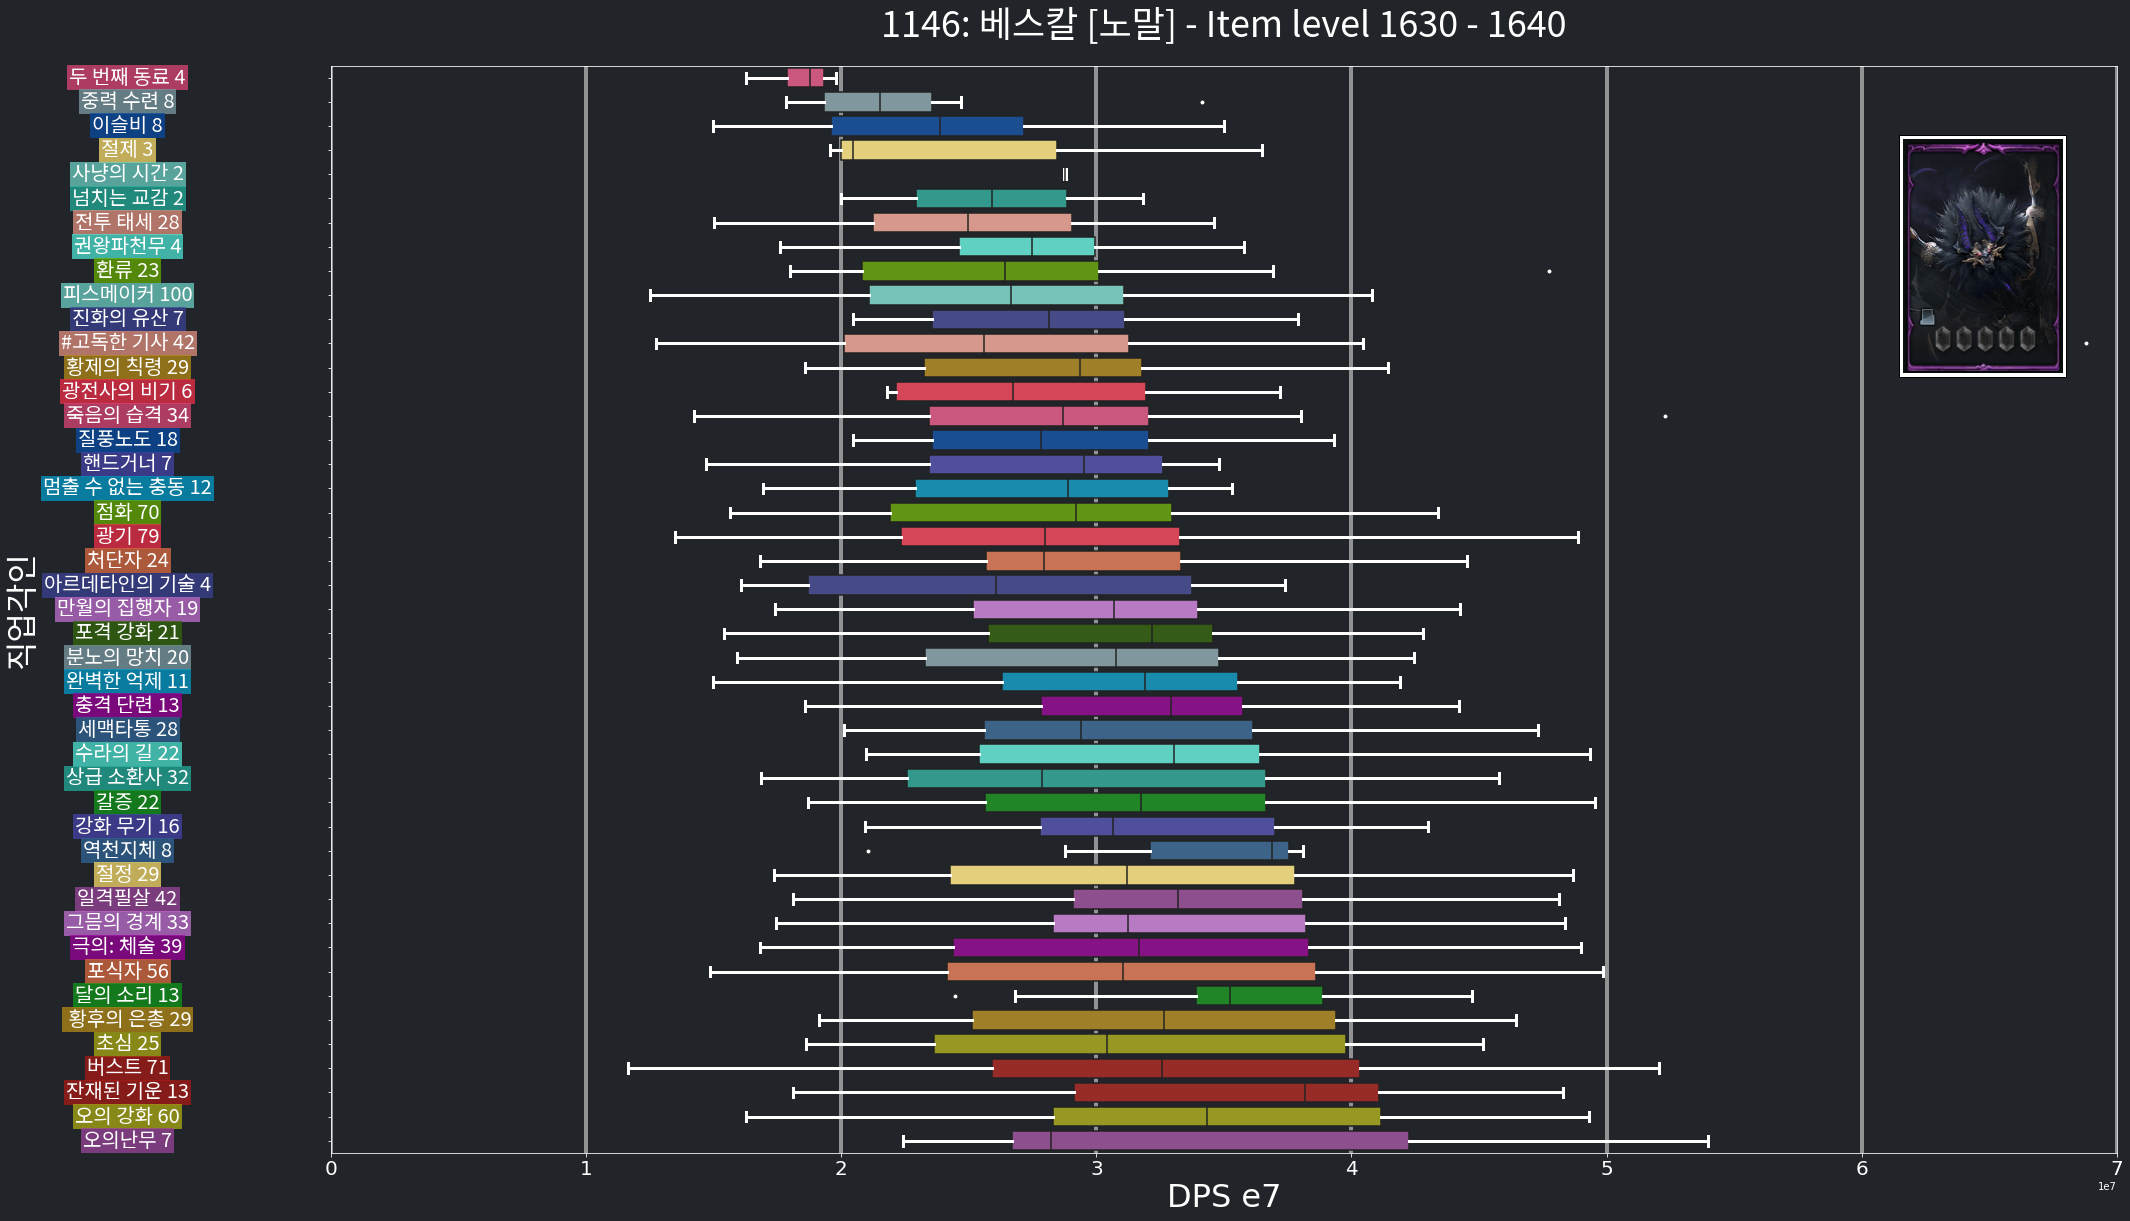 1146: 베스칼 [노말] - Item level 1630 - 1640
두 번째 동료 4
중력 수련 8
이슬비 8
절제 3
사냥의 시간 2
넘치는 교감 2
전투 태세 28
권왕파천무 4
환류 23
피스메이커 100
진화의 유산 7
#고독한 기사 42
황제의 칙령 29
광전사의 비기 6
죽음의 습격 34
질풍노도 18
핸드거너 7
멈출 수 없는 충동 12
점화 70
광기 79
처단자 24
아르데타인의 기술 4
만월의 집행자 19
포격 강화 21
분노의 망치 20
완벽한 억제 11
충격 단련 13
세맥타통 28
수라의 길 22
상급 소환사 32
갈증 22
강화 무기 16
역천지체 8
절정 29
일격필살 42
그믐의 경계 33
극의: 체술 39
포식자 56
달의 소리 13
황후의 은총 29
초심 25
버스트 71
잔재된 기운 13
오의 강화 60
오의난무 7
직업각인
0 1 2 3 4 5 6 7
1e7
DPS e7